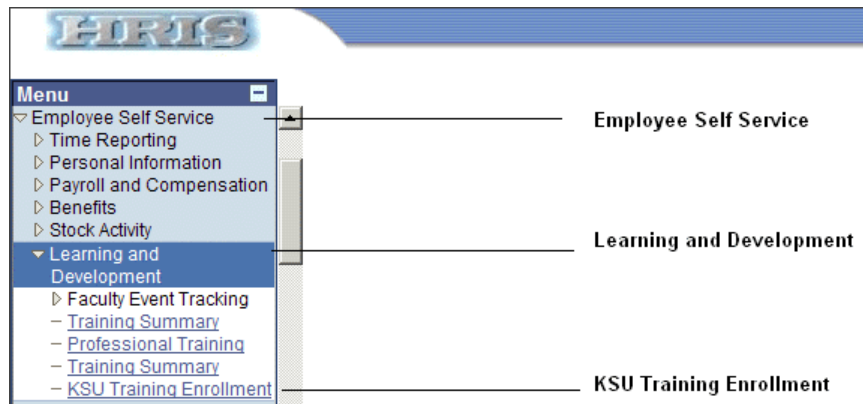 HRIS
Menu
Employee Self Service
Employee Self Service
Time Reporting
Personal Information
Payroll and Compensation
Benefits
Stock Activity
Learning and
Development
Learning and Development
Faculty Event Tracking
Training Summary
Professional Training
Training Summary
KSU Training Enrollment
KSU Training Enrollment